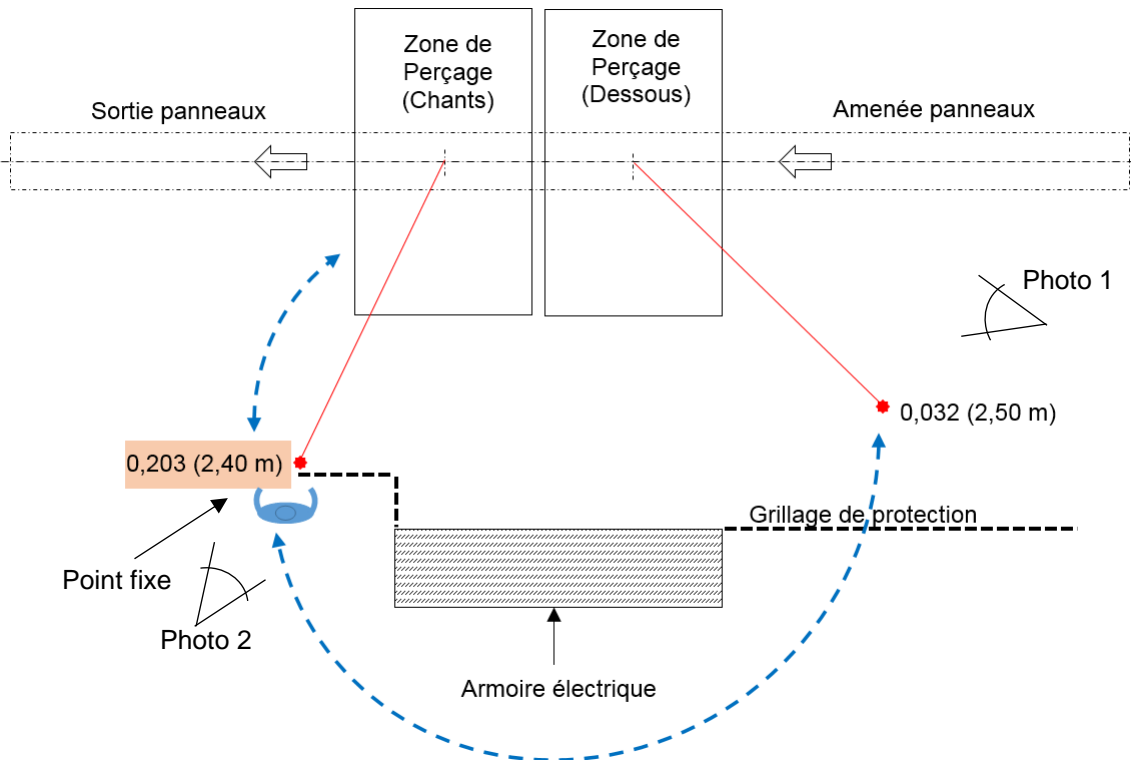 Zone de
Perçage
(Chants)
Zone de
Perçage
(Dessous)
Sortie panneaux
Amenée panneaux
Photo 1
0,032 (2,50 m)
0,203 (2,40 m)
Grillage de protection
Point fixe
Photo 2
Armoire électrique